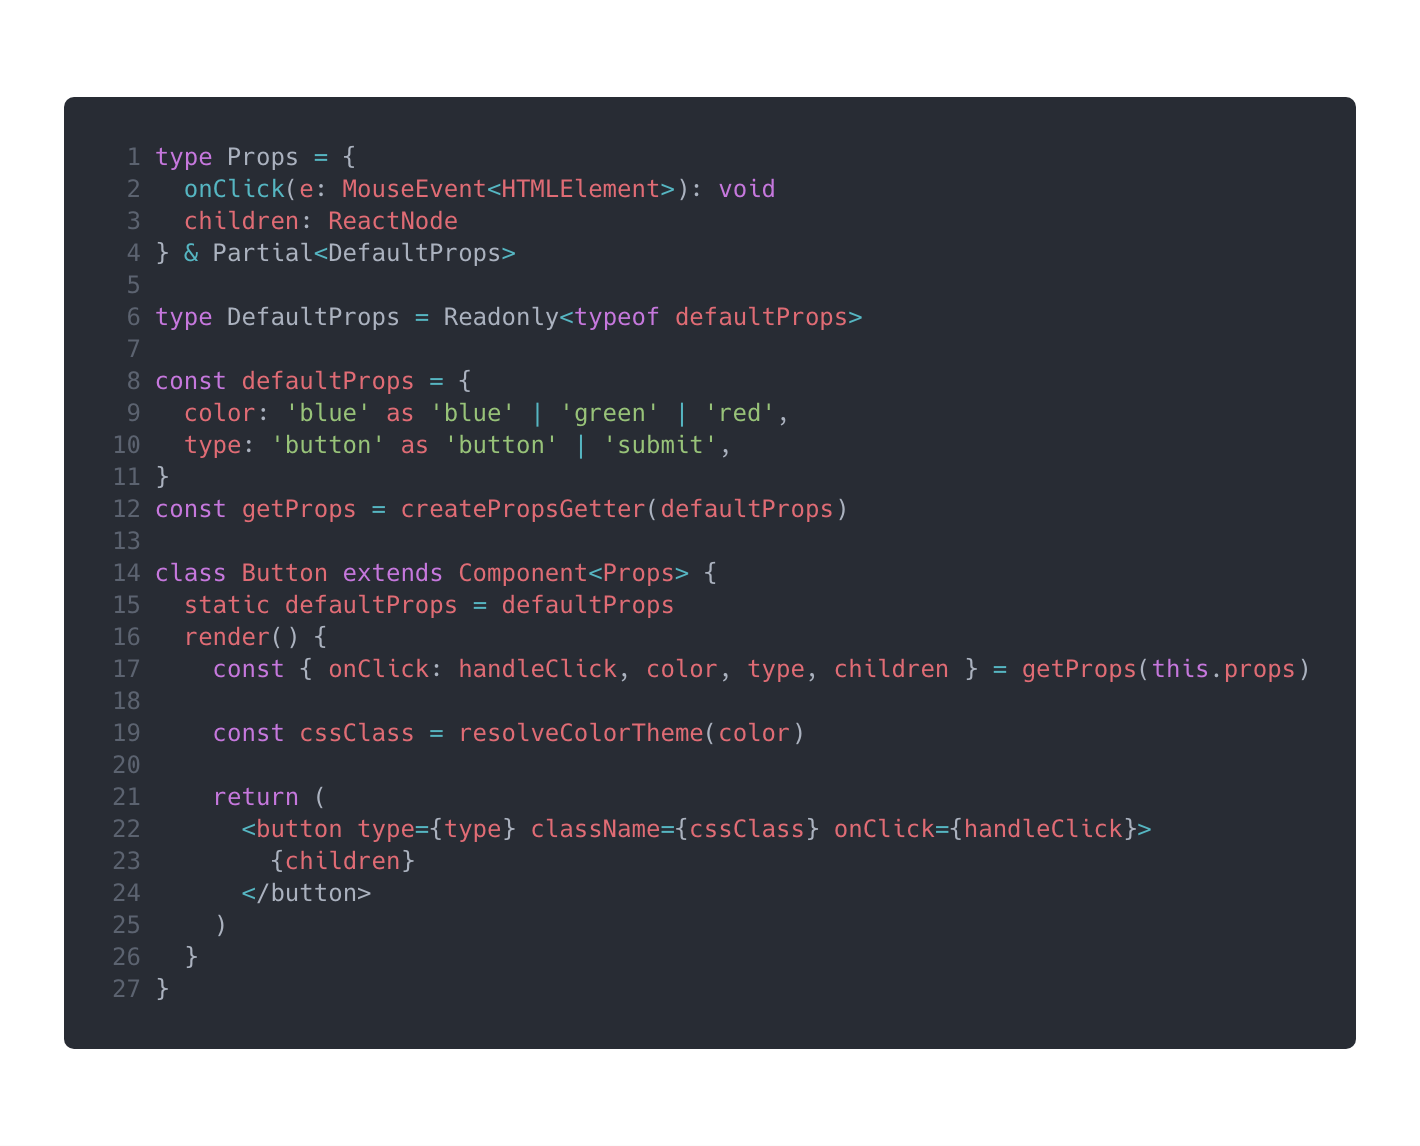 1 type Props = {
2   onClick(e: MouseEvent<HTMLElement>): void
3   children: ReactNode
4 } & Partial<DefaultProps>
5
6 type DefaultProps = Readonly<typeof defaultProps>
7
8 const defaultProps = {
9   color: 'blue' as 'blue' | 'green' | 'red',
10   type: 'button' as 'button' | 'submit',
11 }
12 const getProps = createPropsGetter(defaultProps)
13
14 class Button extends Component<Props> {
15   static defaultProps = defaultProps
16   render() {
17     const { onClick: handleClick, color, type, children } = getProps(this.props)
18
19     const cssClass = resolveColorTheme(color)
20
21     return (
22       <button type={type} className={cssClass} onClick={handleClick}>
23         {children}
24       </button>
25     )
26   }
27 }